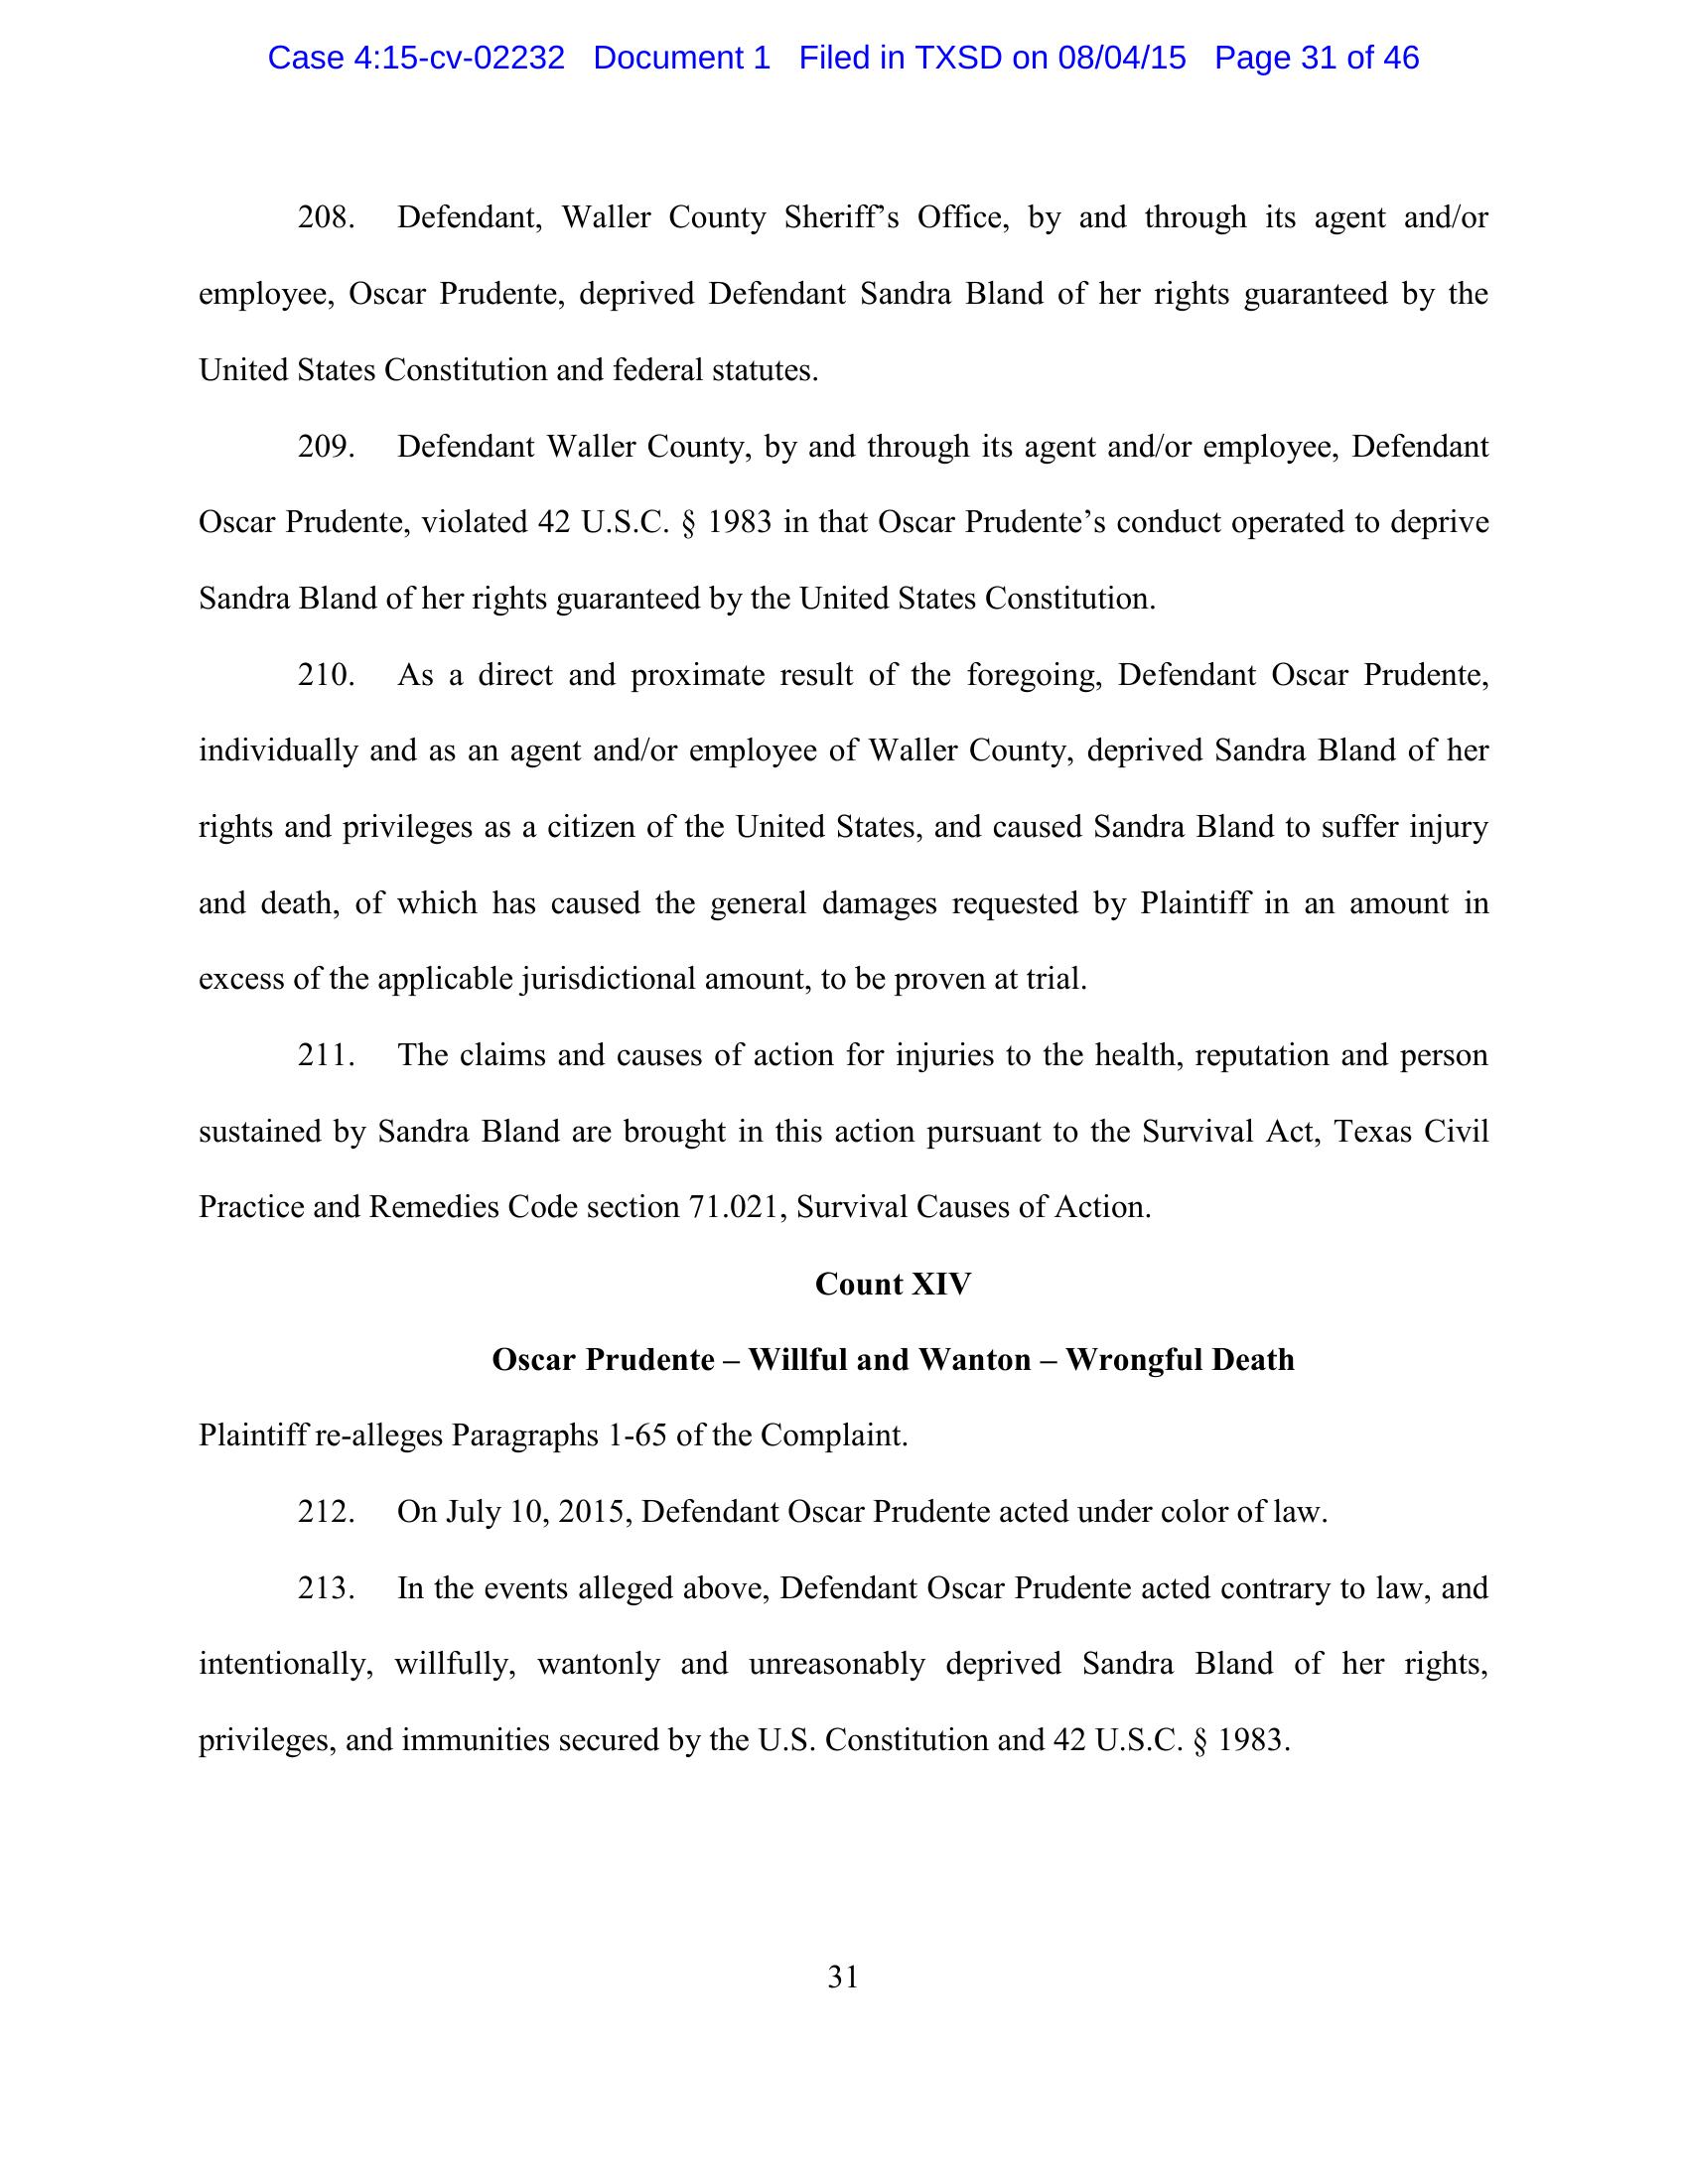 Case 4:15-cv-02232 Document 1 Filed in TXSD on 08/04/15 Page 31 of 46
208. Defendant, Waller County Sheriff’s Office, by and through its agent and/or
employee, Oscar Prudente, deprived Defendant Sandra Bland of her rights guaranteed by the
United States Constitution and federal statutes.
209. Defendant Waller County, by and through its agent and/or employee, Defendant
Oscar Prudente, violated 42 U.S.C. § 1983 in that Oscar Prudente’s conduct operated to deprive
Sandra Bland of her rights guaranteed by the United States Constitution.
210. As a direct and proximate result of the foregoing, Defendant Oscar Prudente,
individually and as an agent and/or employee of Waller County, deprived Sandra Bland of her
rights and privileges as a citizen of the United States, and caused Sandra Bland to suffer injury
and death, of which has caused the general damages requested by Plaintiff in an amount in
excess of the applicable jurisdictional amount, to be proven at trial.
211. The claims and causes of action for injuries to the health, reputation and person
sustained by Sandra Bland are brought in this action pursuant to the Survival Act, Texas Civil
Practice and Remedies Code section 71.021, Survival Causes of Action.
Count XIV
Oscar Prudente – Willful and Wanton – Wrongful Death
Plaintiff re-alleges Paragraphs 1-65 of the Complaint.
212. On July 10, 2015, Defendant Oscar Prudente acted under color of law.
213. In the events alleged above, Defendant Oscar Prudente acted contrary to law, and
intentionally, willfully, wantonly and unreasonably deprived Sandra Bland of her rights,
privileges, and immunities secured by the U.S. Constitution and 42 U.S.C. § 1983.
31